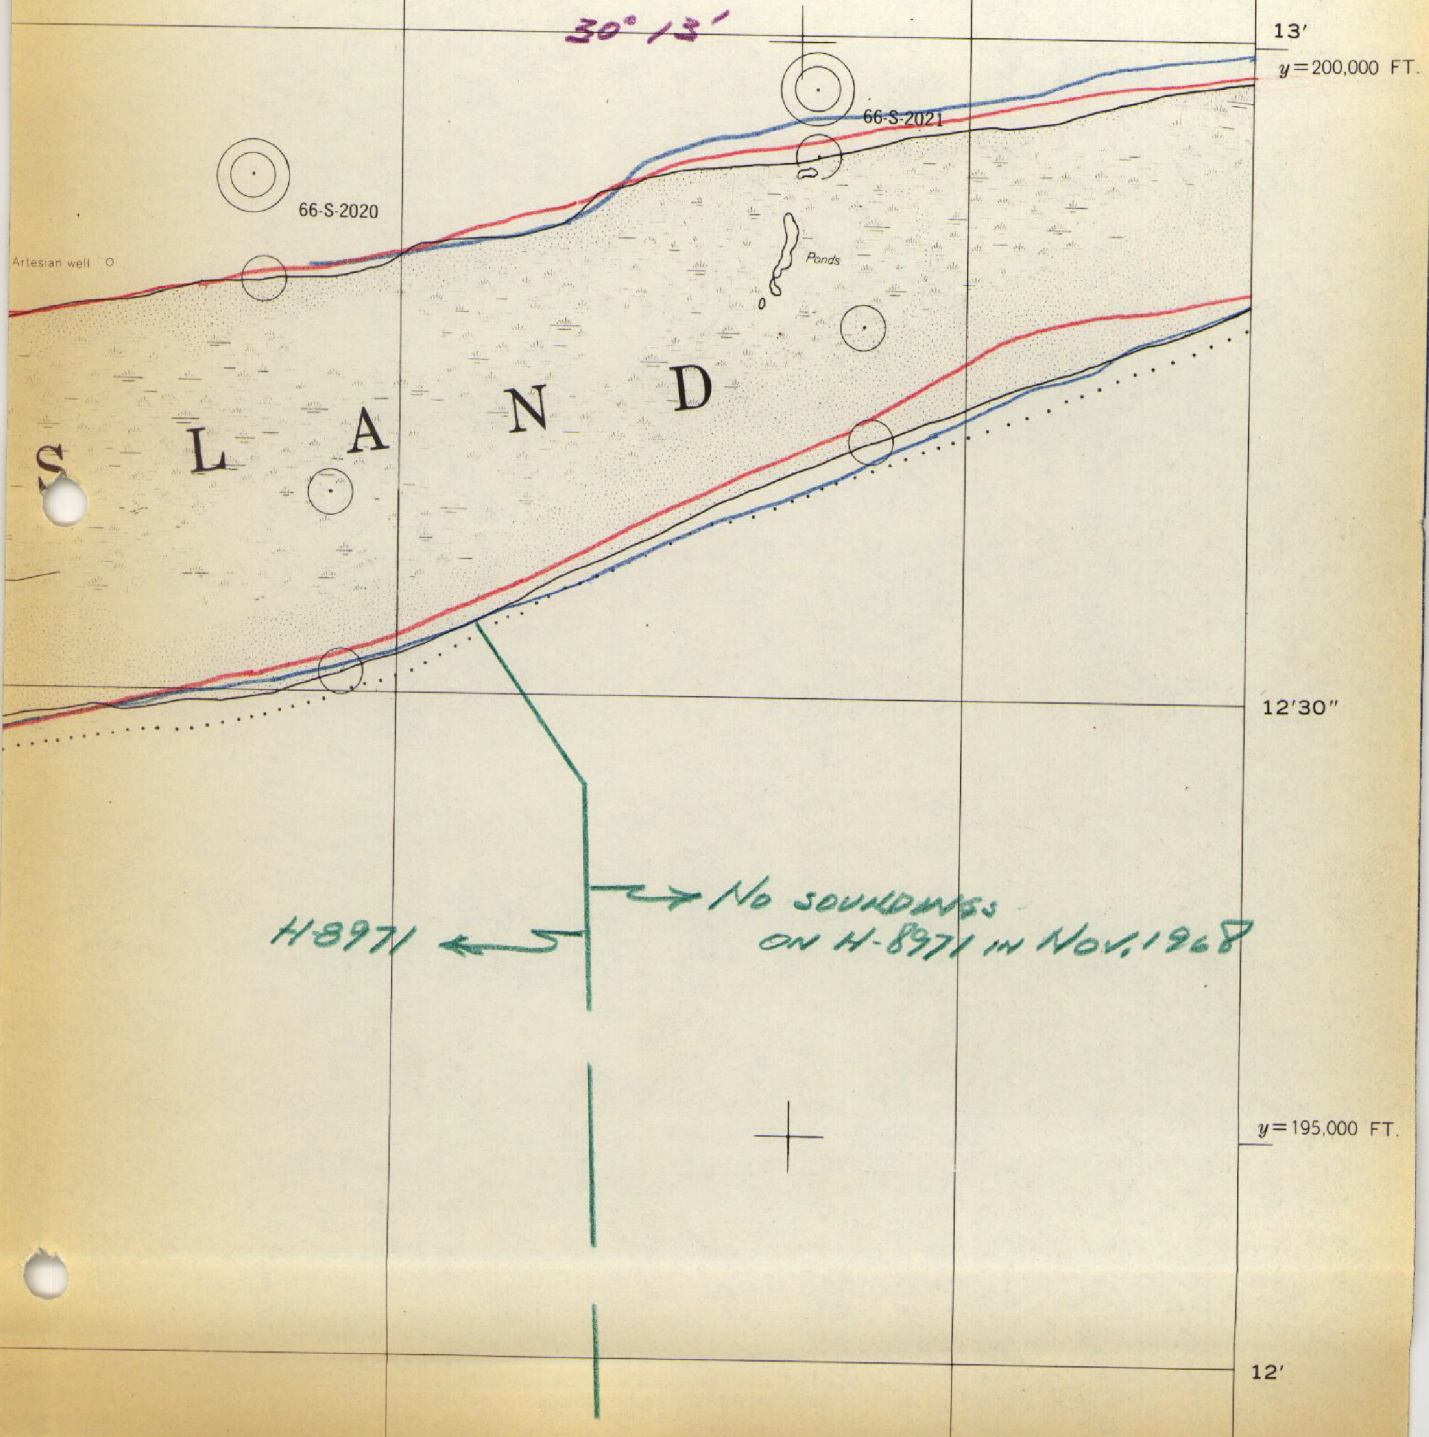 30° 13'
13'
y=200,000 FT.
66-S-2021
66-S-2020
Artesian well
Ponds
S L A N D
12'30"
No SOUNDINGS
H-8971
ON H-8971 IN NOV. 1968
y=195,000 FT.
12'